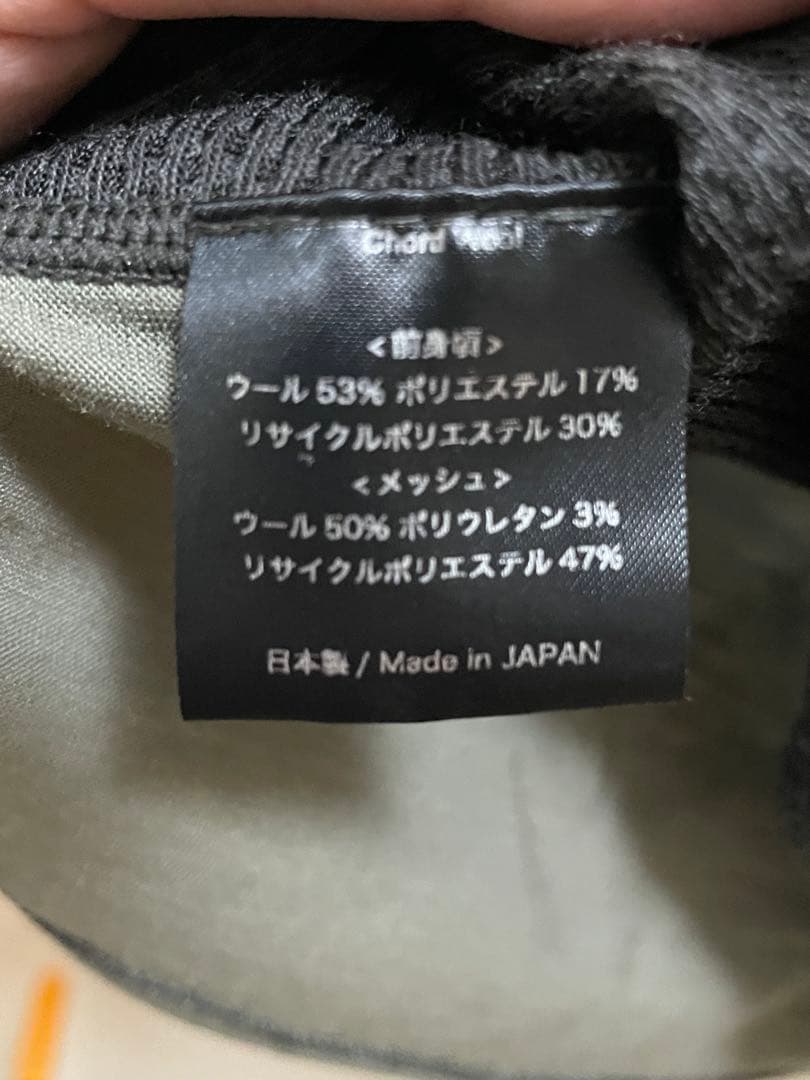 Chord
<前身頃>
ウール 53% ポリエステル 17%
リサイクルポリエステル 30%
<メッシュ>
ウール 50% ポリウレタン 3%
リサイクルポリエステル 47%
日本製 / Made in JAPAN